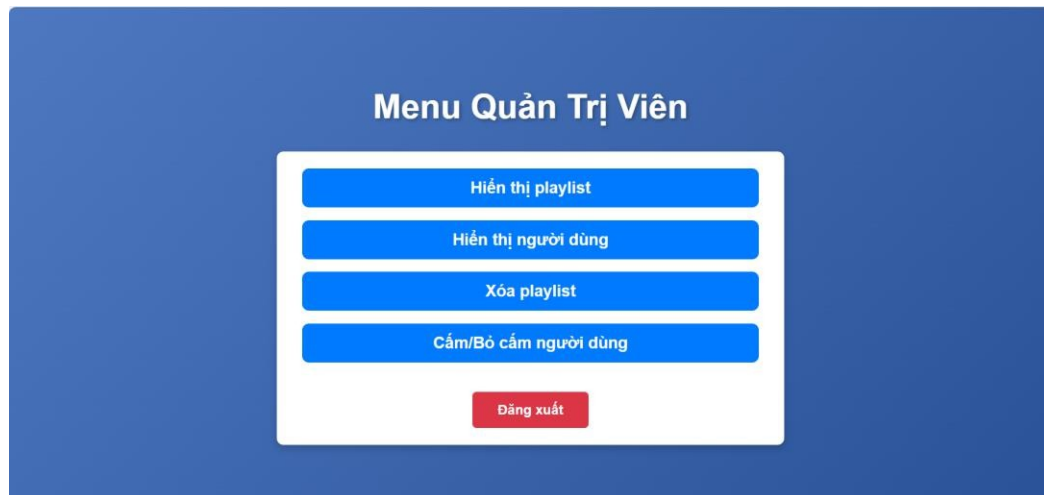 Menu Quản Trị Viên
Hiển thị playlist
Hiển thị người dùng
Xóa playlist
Cấm/Bỏ cấm người dùng
Đăng xuất